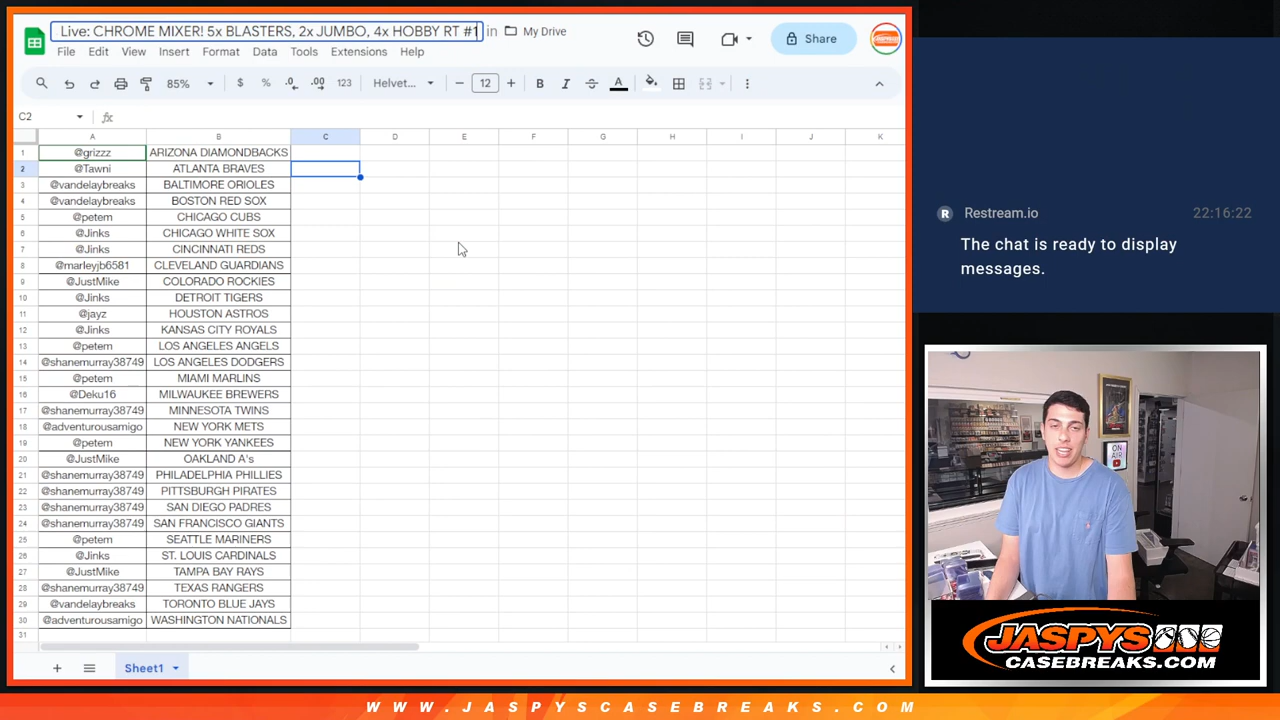 Live: CHROME MIXER! 5x BLASTERS, 2x JUMBO, 4x HOBBY RT #1 in My Drive
File Edit View Insert Format Data Tools Extensions Help
Share
85% $ % .0 .00 123 Helvet... 12 B I S A
C2 fx
A B C D E F G H I J K
1 @grizzz ARIZONA DIAMONDBACKS
2 @Tawni ATLANTA BRAVES
3 @vandelaybreaks BALTIMORE ORIOLES
4 @vandelaybreaks BOSTON RED SOX
5 @petem CHICAGO CUBS
6 @Jinks CHICAGO WHITE SOX
7 @Jinks CINCINNATI REDS
8 @marleyjb6581 CLEVELAND GUARDIANS
9 @JustMike COLORADO ROCKIES
10 @Jinks DETROIT TIGERS
11 @jayz HOUSTON ASTROS
12 @Jinks KANSAS CITY ROYALS
13 @petem LOS ANGELES ANGELS
14 @shanemurray38749 LOS ANGELES DODGERS
15 @petem MIAMI MARLINS
16 @Deku16 MILWAUKEE BREWERS
17 @shanemurray38749 MINNESOTA TWINS
18 @adventurousamigo NEW YORK METS
19 @petem NEW YORK YANKEES
20 @JustMike OAKLAND A's
21 @shanemurray38749 PHILADELPHIA PHILLIES
22 @shanemurray38749 PITTSBURGH PIRATES
23 @shanemurray38749 SAN DIEGO PADRES
24 @shanemurray38749 SAN FRANCISCO GIANTS
25 @petem SEATTLE MARINERS
26 @Jinks ST. LOUIS CARDINALS
27 @JustMike TAMPA BAY RAYS
28 @shanemurray38749 TEXAS RANGERS
29 @vandelaybreaks TORONTO BLUE JAYS
30 @adventurousamigo WASHINGTON NATIONALS
31
Sheet1
R Restream.io 22:16:22
The chat is ready to display
messages.
ON
AIR
JASPYS
CASEBREAKS.COM
WWW.JASPYSCASEBREAKS.COM